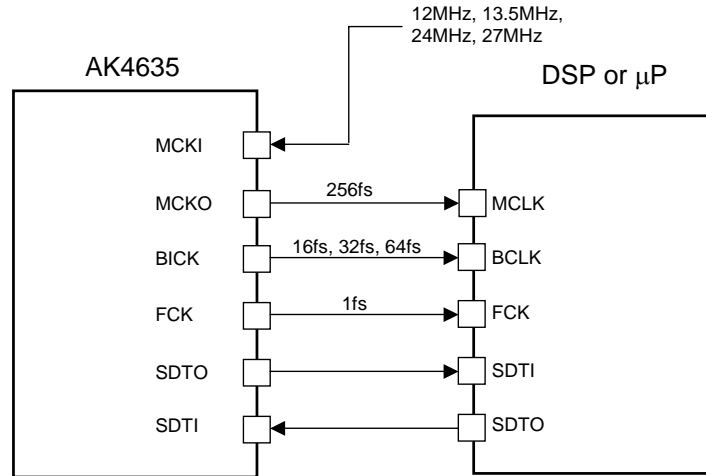 12MHz, 13.5MHz,
24MHz, 27MHz
AK4635
DSP or μP
MCKI
MCKO
256fs
MCLK
BICK
16fs, 32fs, 64fs
BCLK
FCK
1fs
FCK
SDTO
SDTI
SDTI
SDTO